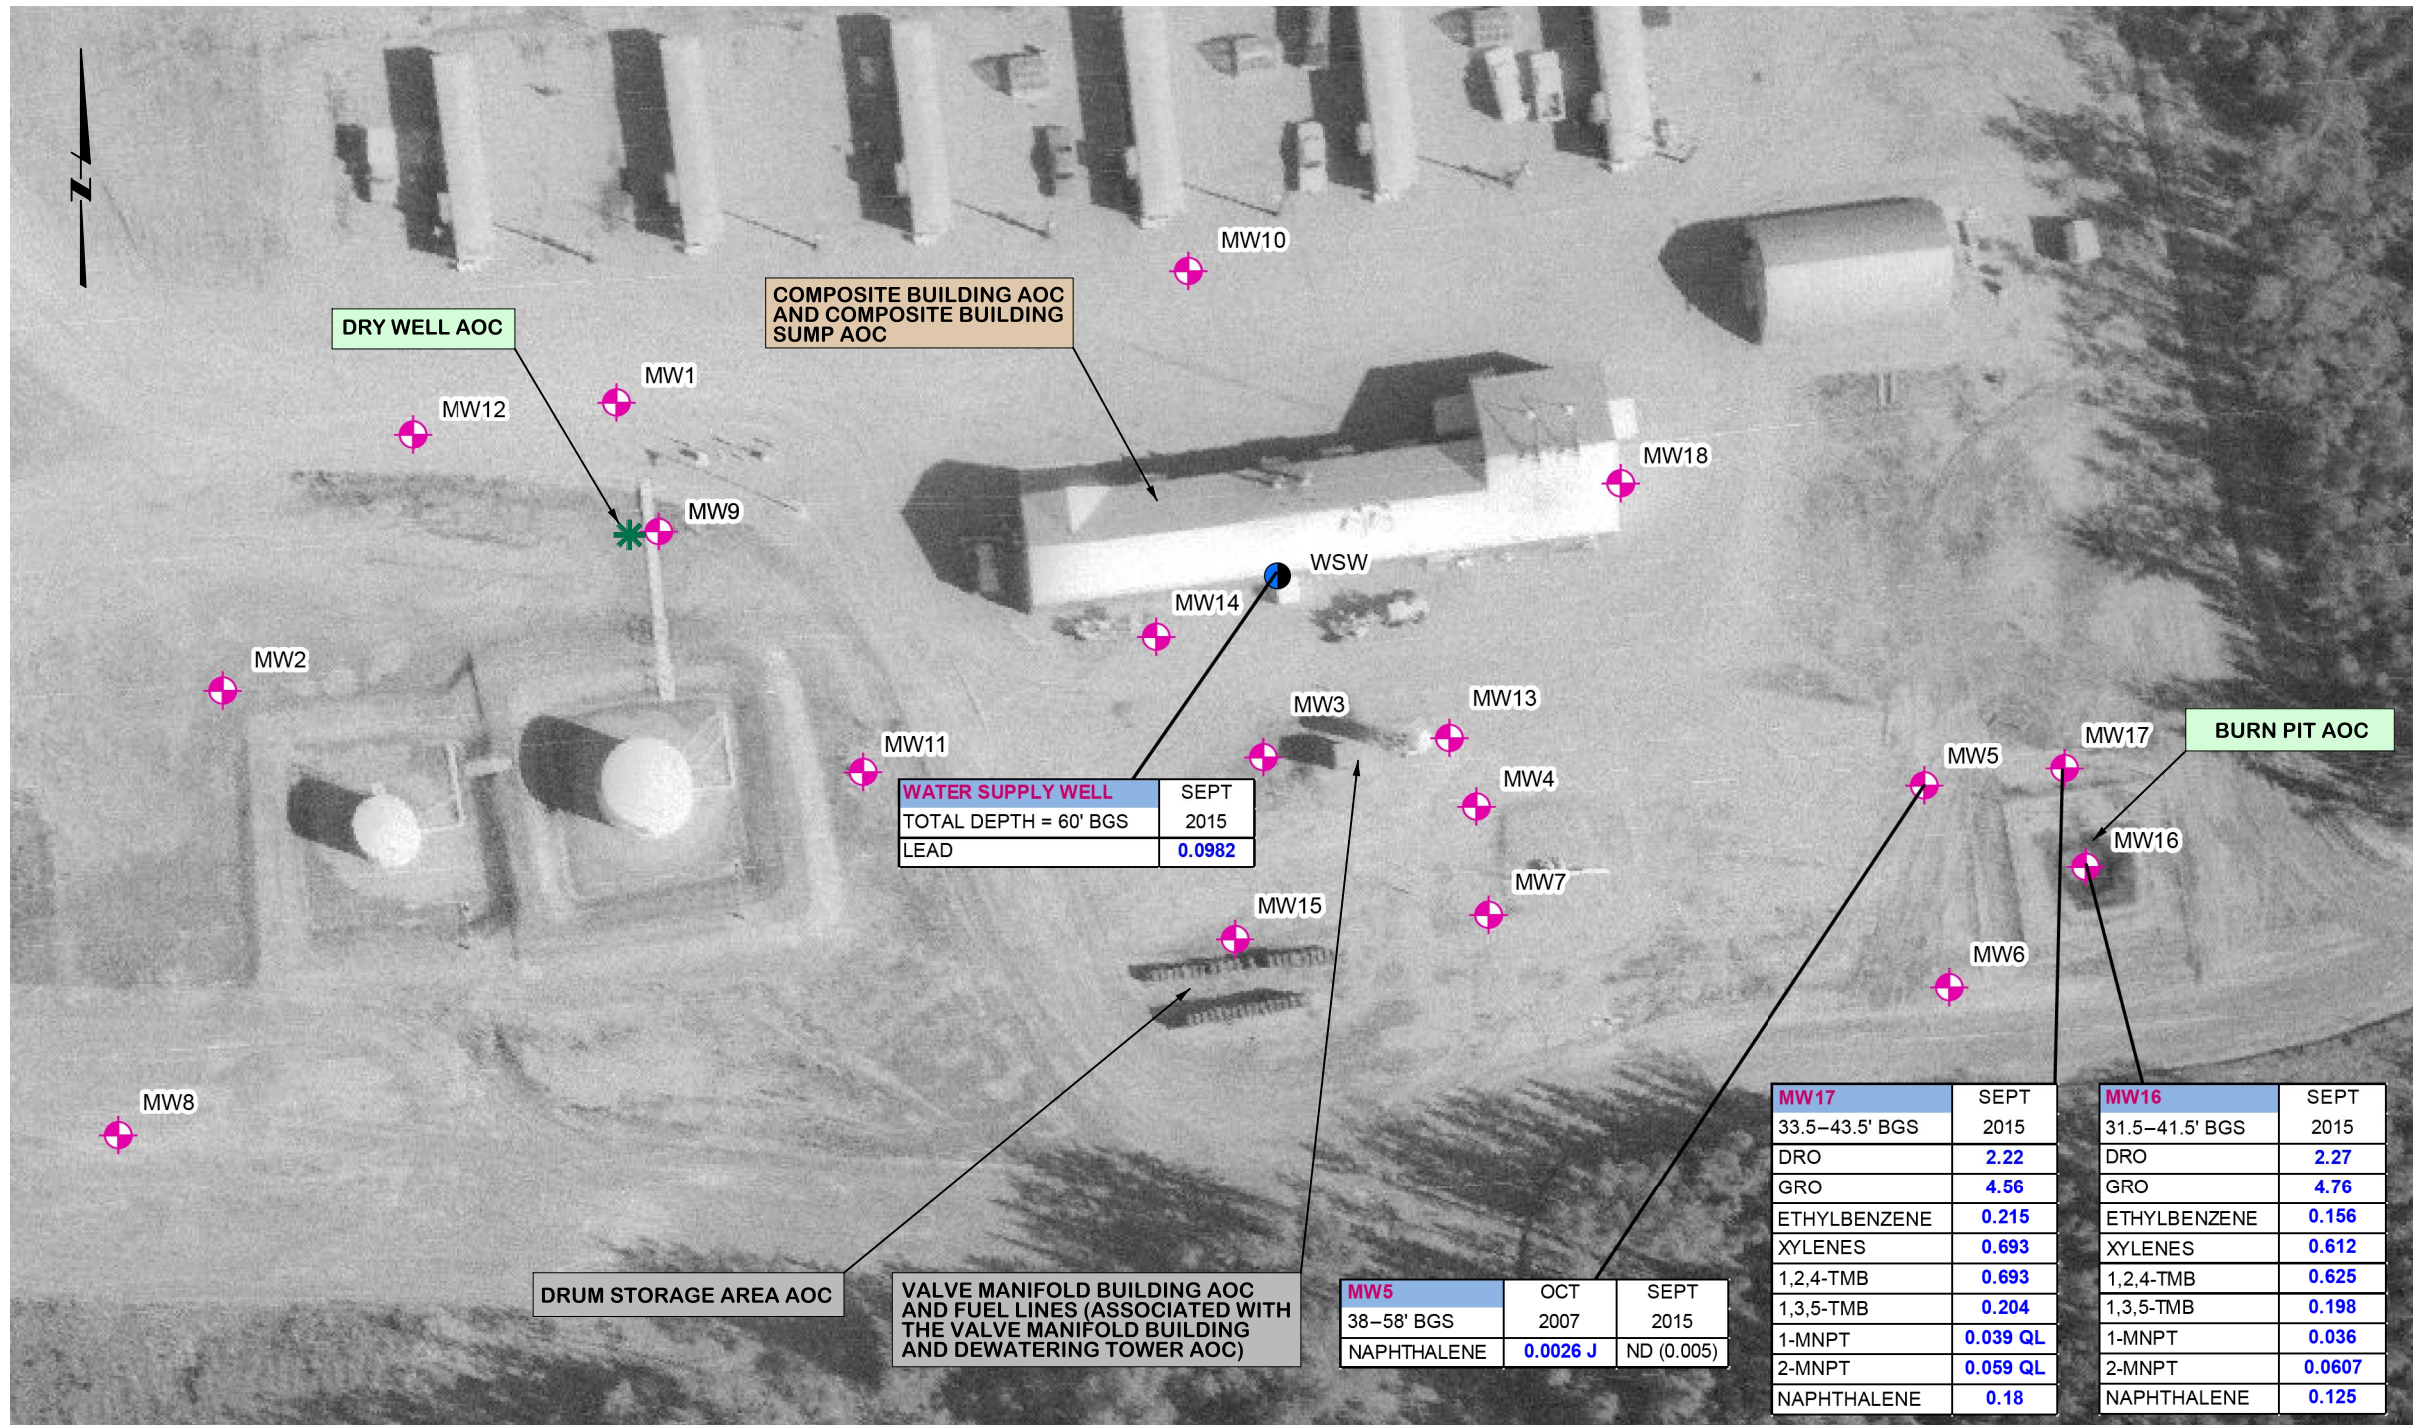 N
MW10
COMPOSITE BUILDING AOC
AND COMPOSITE BUILDING
SUMP AOC
DRY WELL AOC
MW1
MW12
MW18
MW9
WSW
MW14
MW2
MW3
MW13
MW11
MW17
BURN PIT AOC
MW5
MW4
WATER SUPPLY WELL SEPT
TOTAL DEPTH = 60' BGS 2015
LEAD 0.0982
MW16
MW7
MW15
MW6
MW8
DRUM STORAGE AREA AOC
VALVE MANIFOLD BUILDING AOC
AND FUEL LINES (ASSOCIATED WITH
THE VALVE MANIFOLD BUILDING
AND DEWATERING TOWER AOC)
MW5 OCT SEPT
38–58' BGS 2007 2015
NAPHTHALENE 0.0026 J ND (0.005)
MW17 SEPT
33.5–43.5' BGS 2015
DRO 2.22
GRO 4.56
ETHYLBENZENE 0.215
XYLENES 0.693
1,2,4-TMB 0.693
1,3,5-TMB 0.204
1-MNPT 0.039 QL
2-MNPT 0.059 QL
NAPHTHALENE 0.18
MW16 SEPT
31.5–41.5' BGS 2015
DRO 2.27
GRO 4.76
ETHYLBENZENE 0.156
XYLENES 0.612
1,2,4-TMB 0.625
1,3,5-TMB 0.198
1-MNPT 0.036
2-MNPT 0.0607
NAPHTHALENE 0.125